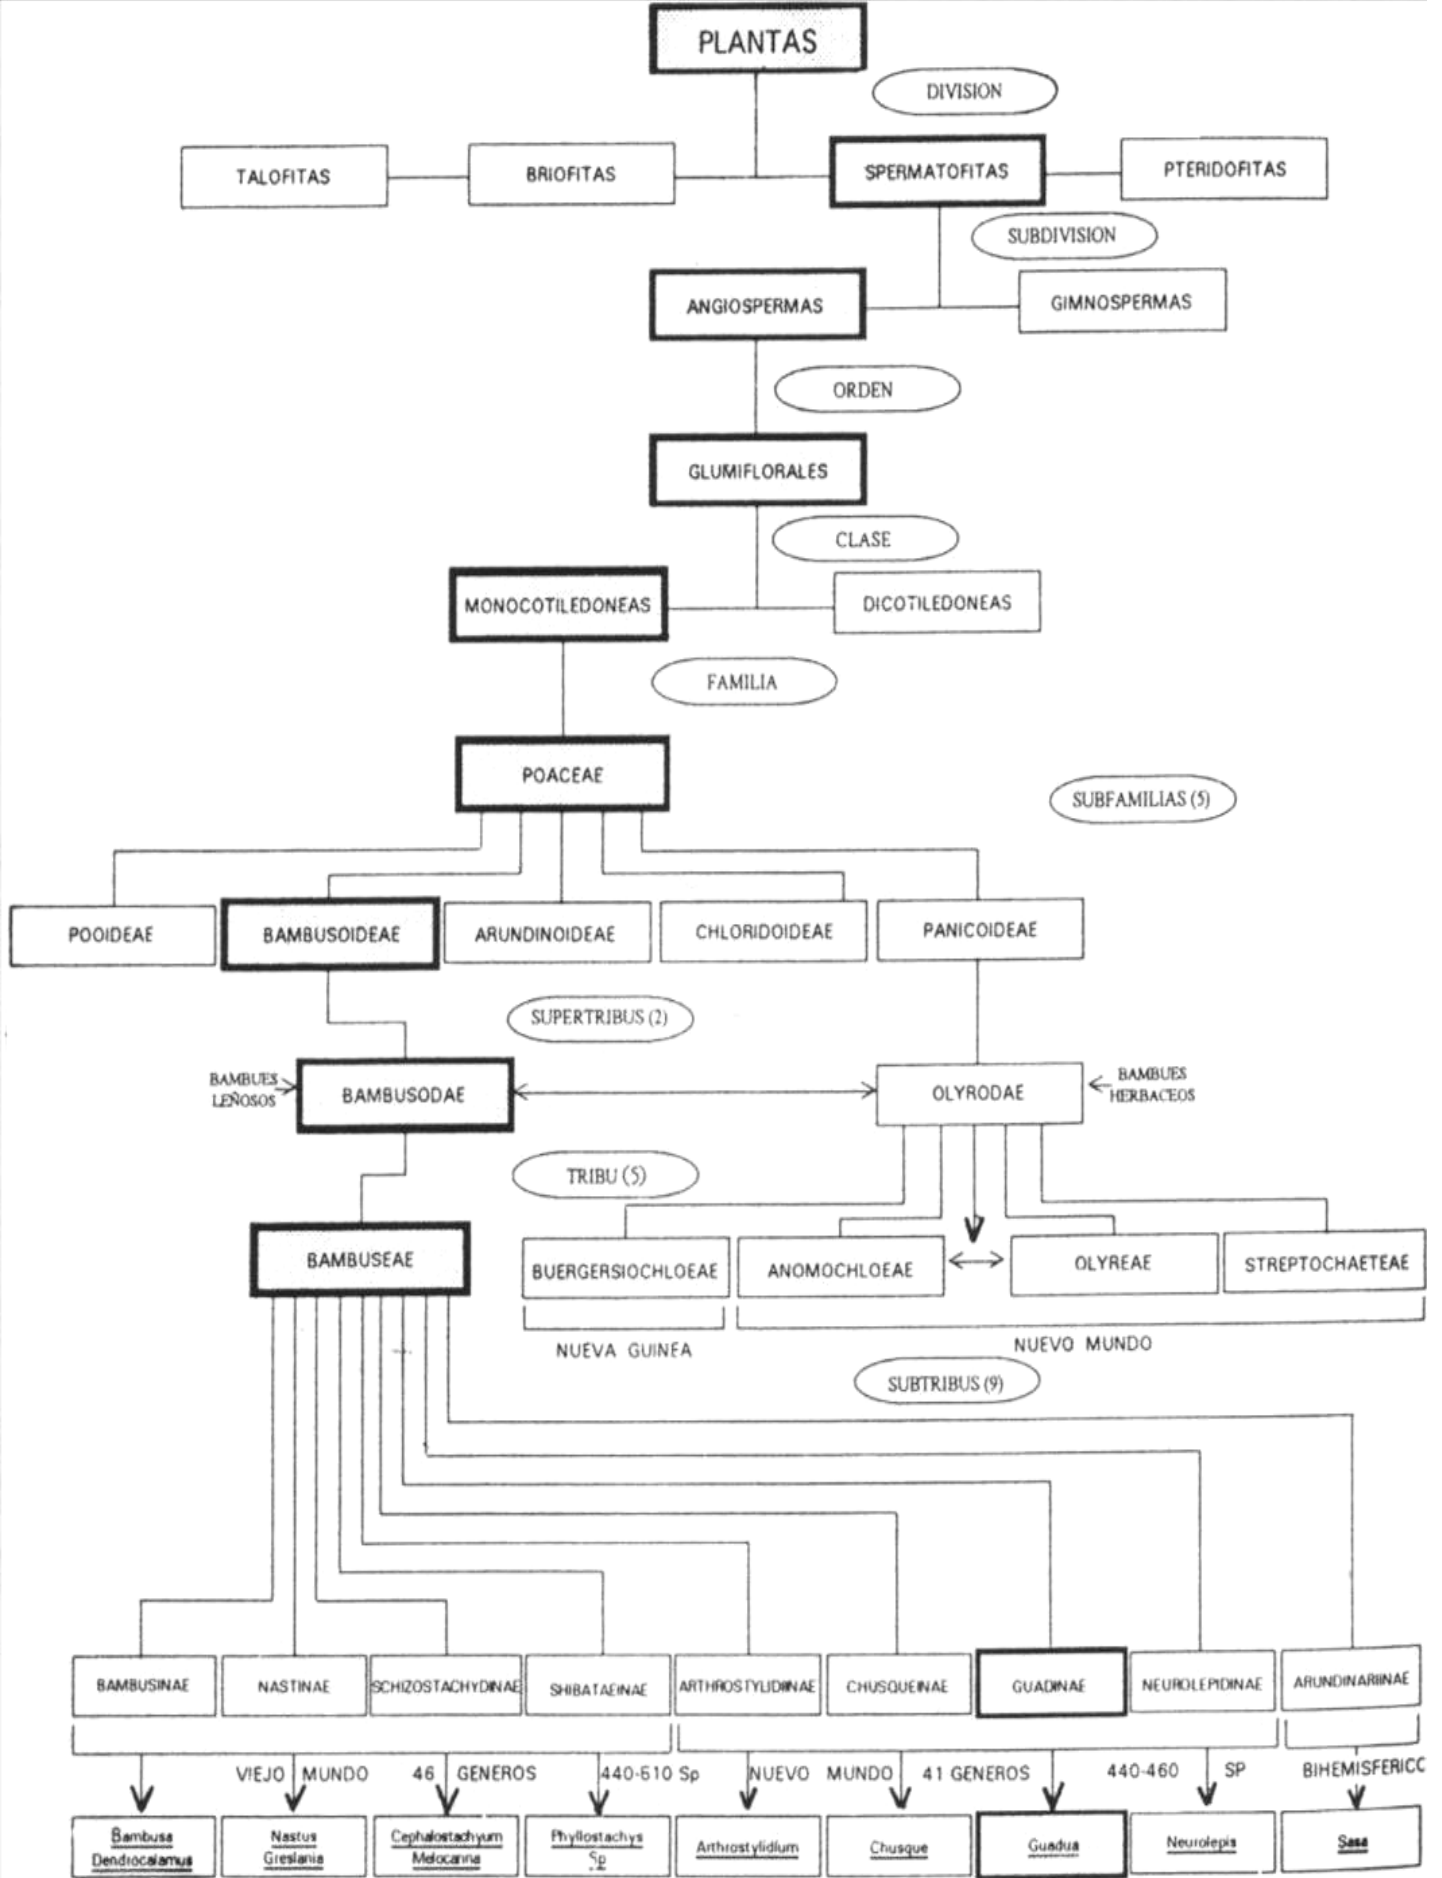 PLANTAS
DIVISION
TALOFITAS
BRIOFITAS
SPERMATOFITAS
PTERIDOFITAS
SUBDIVISION
ANGIOSPERMAS
GIMNOSPERMAS
ORDEN
GLUMIFLORALES
CLASE
MONOCOTILEDONEAS
DICOTILEDONEAS
FAMILIA
POACEAE
SUBFAMILIAS (5)
POOIDEAE
BAMBUSOIDEAE
ARUNDINOIDEAE
CHLORIDOIDEAE
PANICOIDEAE
SUPERTRIBUS (2)
BAMBUES
LEÑOSOS
BAMBUSODAE
OLYRODAE
BAMBUES
HERBACEOS
TRIBU (5)
BAMBUSEAE
BUERGERSIOCHLOEAE
ANOMOCHLOEAE
OLYREAE
STREPTOCHAETEAE
NUEVA GUINEA
NUEVO MUNDO
SUBTRIBUS (9)
BAMBUSINAE
NASTINAE
SCHIZOSTACHYDINAE
SHIBATAEINAE
ARTHROSTYLIDIINAE
CHUSQUEINAE
GUADINAE
NEUROLEPIDINAE
ARUNDINARIINAE
VIEJO MUNDO 46 GENEROS 440-610 Sp
NUEVO MUNDO 41 GENEROS 440-460 SP
BIHEMISFERICC
Bambusa
Dendrocalamus
Nastus
Greslania
Cephalostachyum
Melocanna
Phyllostachys
Sp
Arthrostylidium
Chusque
Guadua
Neurolepis
Sasa